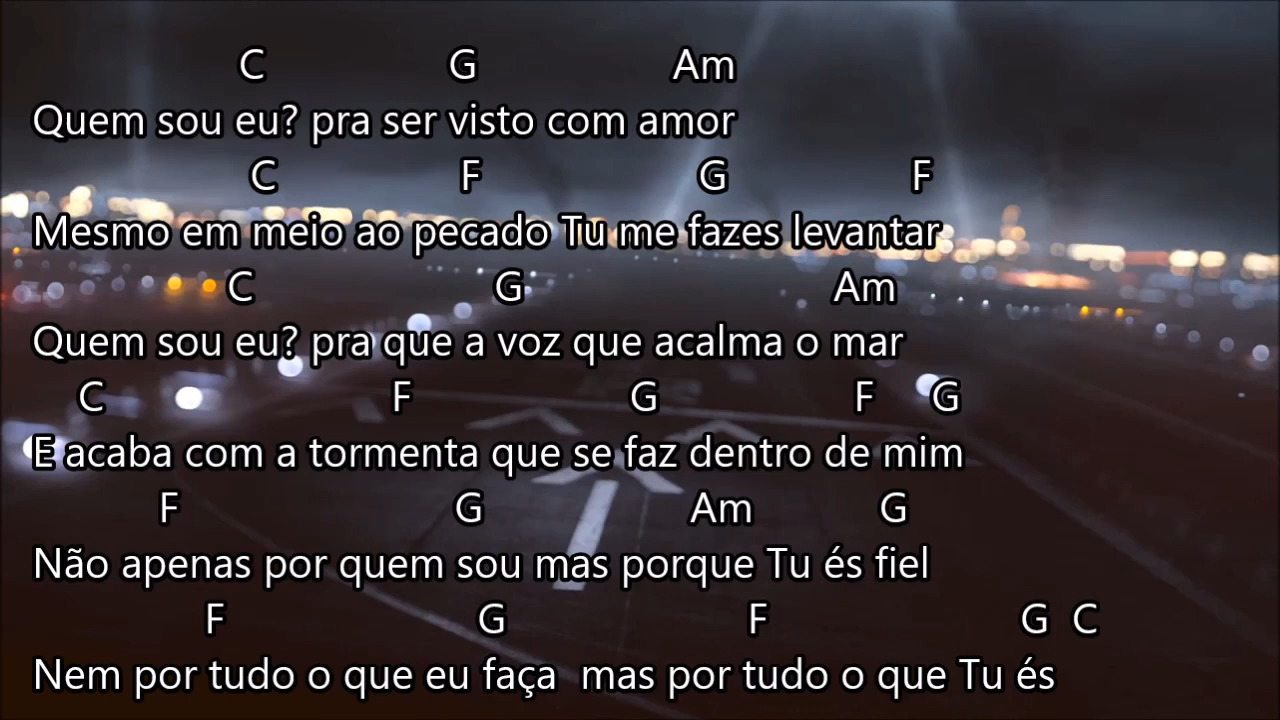 C G Am
Quem sou eu? pra ser visto com amor
C F G F
Mesmo em meio ao pecado Tu me fazes levantar
C G Am
Quem sou eu? pra que a voz que acalma o mar
C F G F G
E acaba com a tormenta que se faz dentro de mim
F G Am G
Não apenas por quem sou mas porque Tu és fiel
F G F G C
Nem por tudo o que eu faça mas por tudo o que Tu és